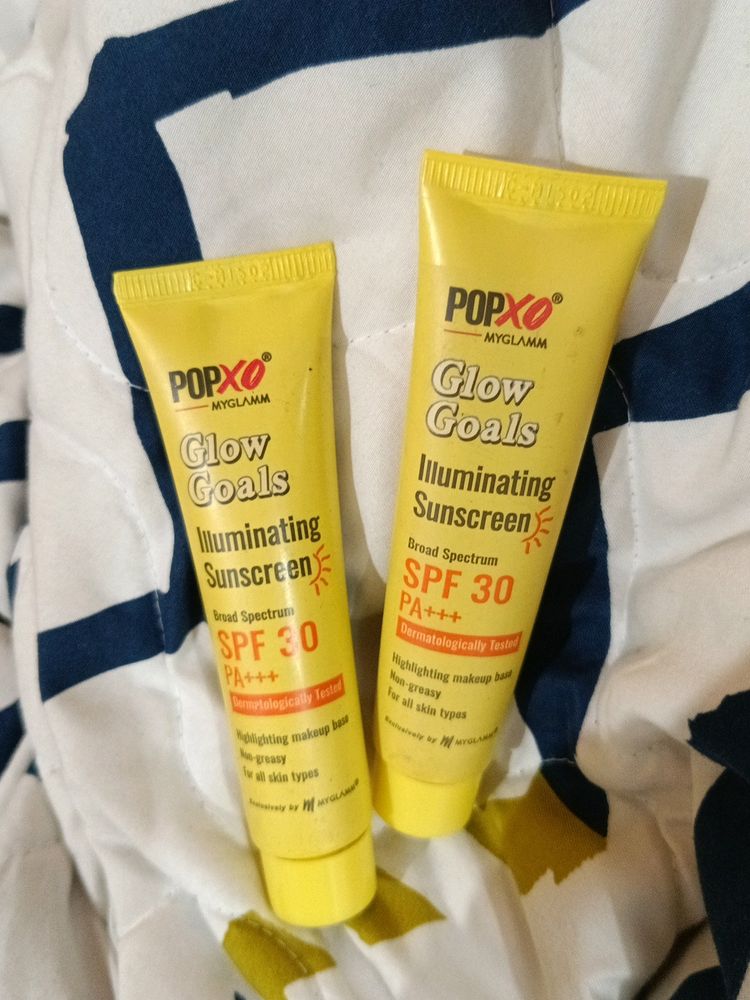 POPXO®
MYGLAMM
Glow
Goals
Illuminating
Sunscreen
Broad Spectrum
SPF 30
PA+++
Dermatologically Tested
Highlighting makeup base
Non-greasy
For all skin types
Exclusively by MYGLAMM®
POPXO®
MYGLAMM
Glow
Goals
Illuminating
Sunscreen
Broad Spectrum
SPF 30
PA+++
Dermatologically Tested
Highlighting makeup base
Non-greasy
For all skin types
Exclusively by MYGLAMM®